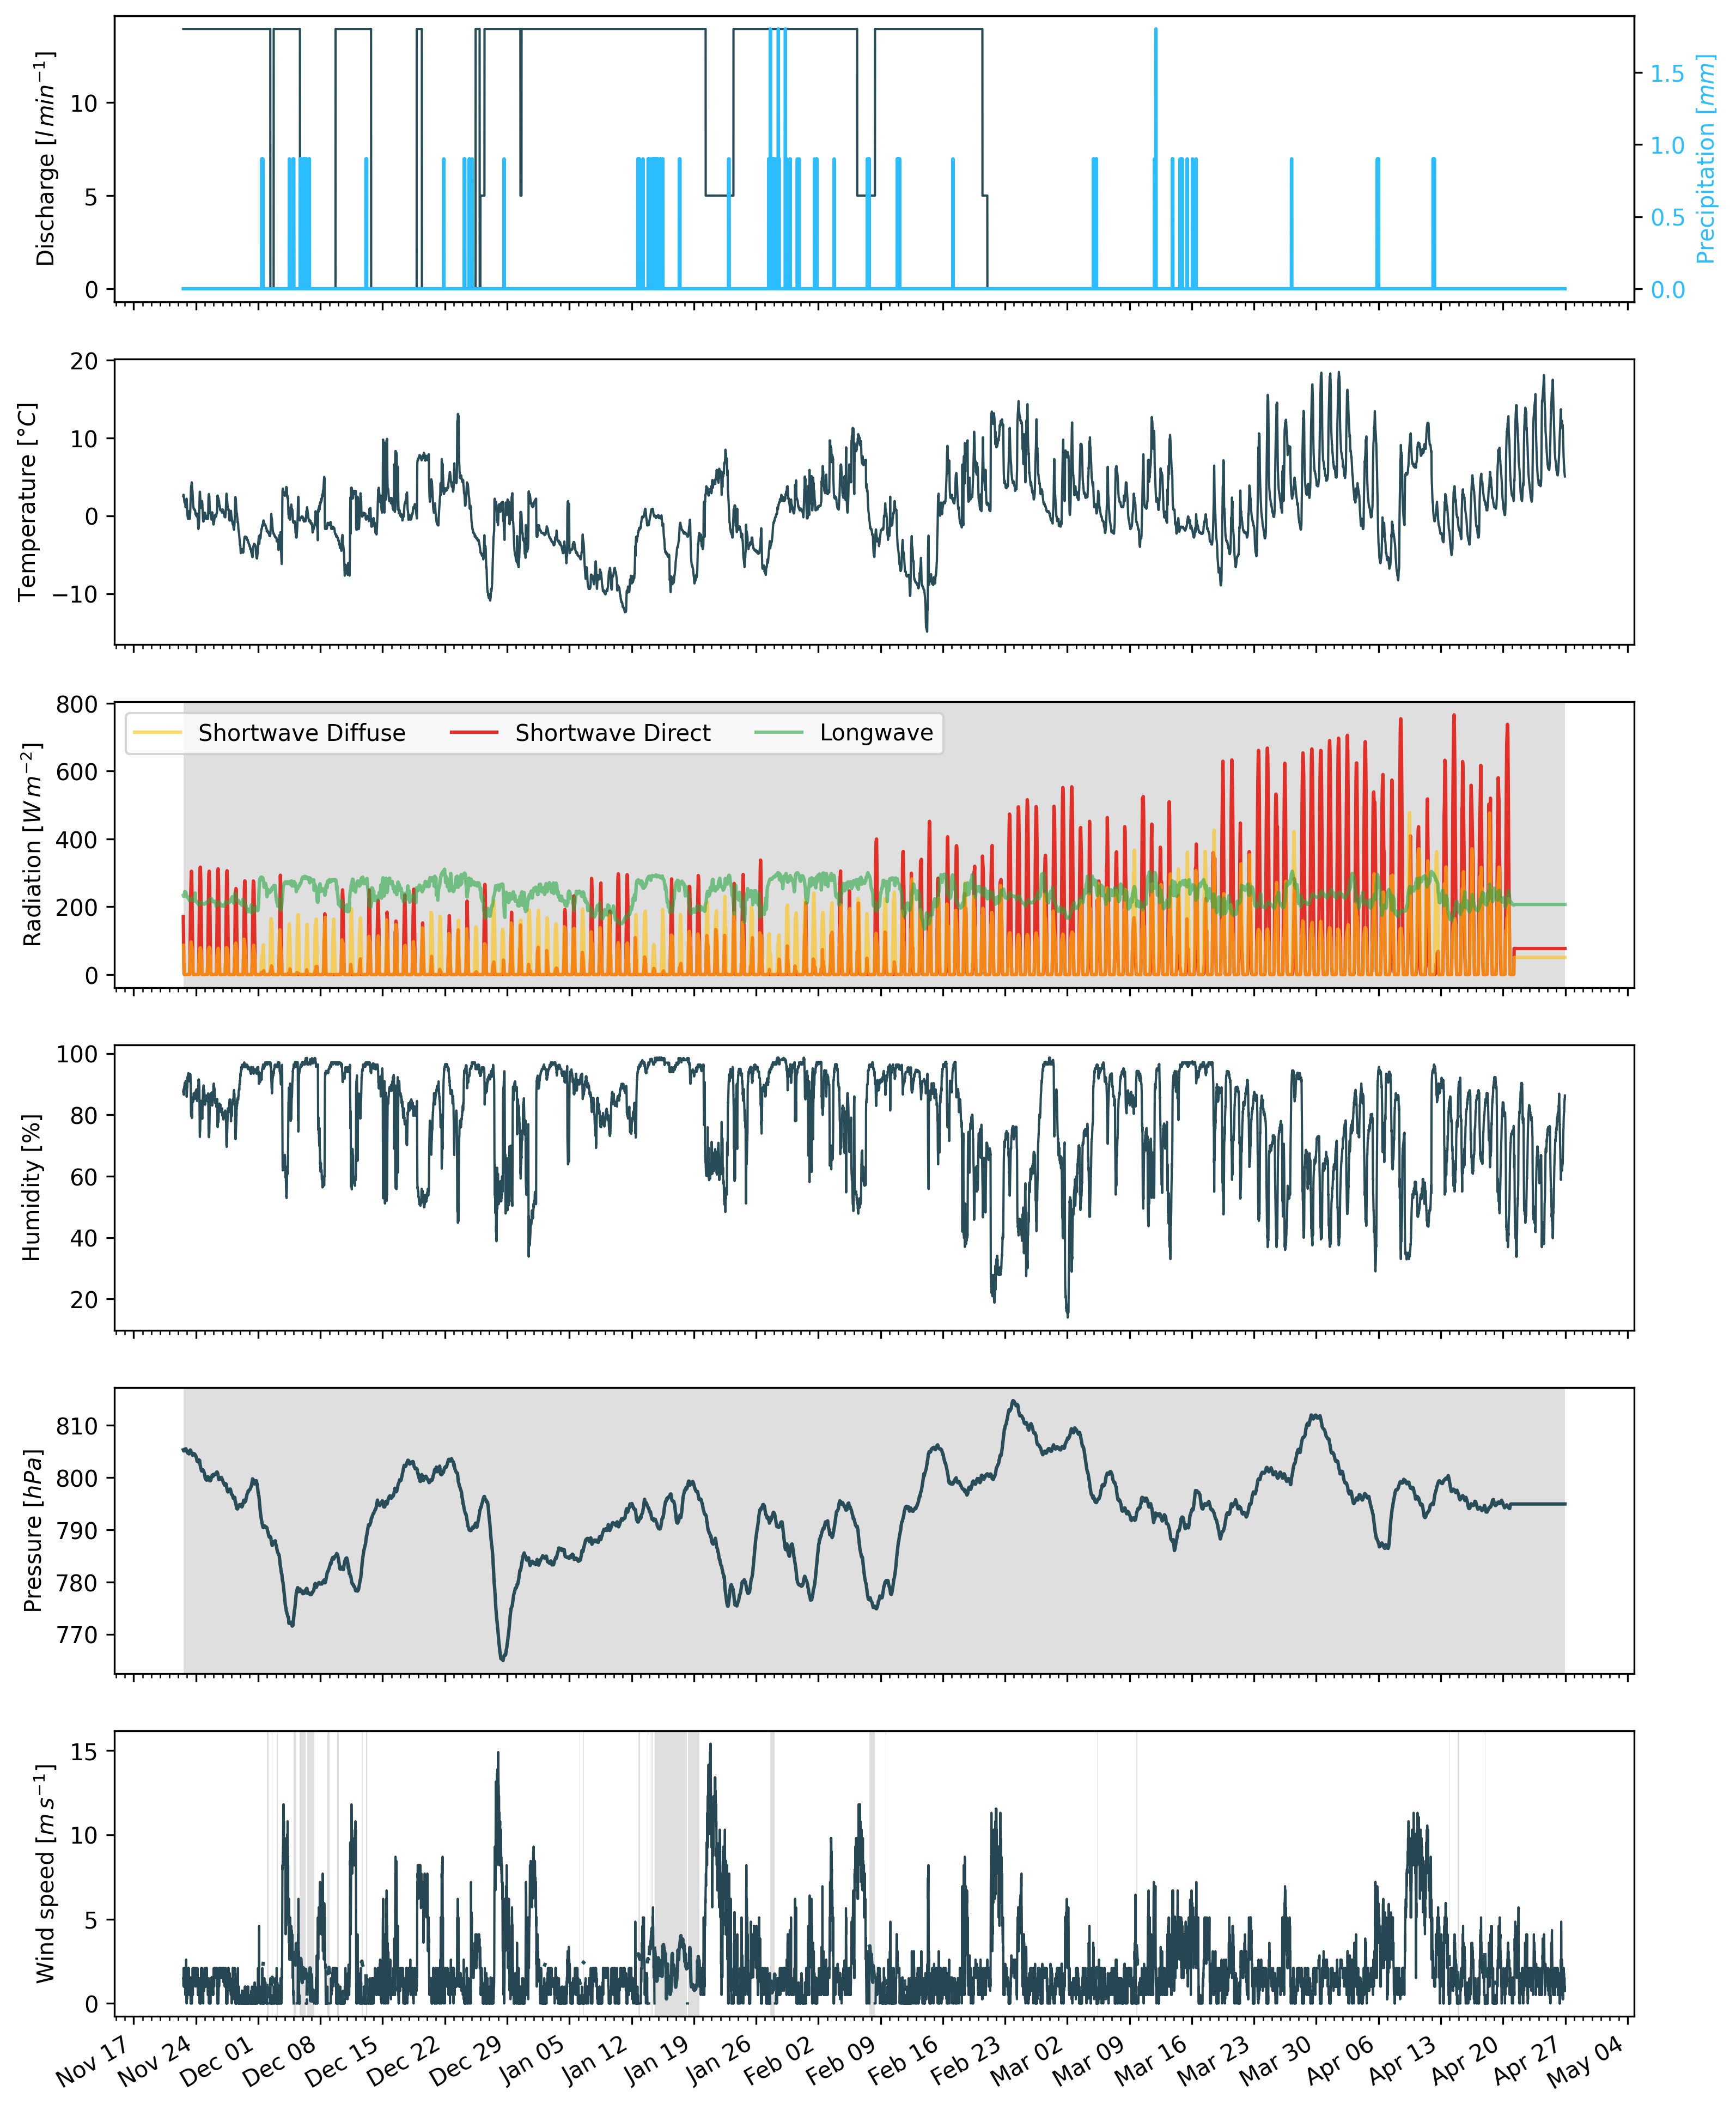 Discharge [l min⁻¹]
10
5
0
1.5
1.0
0.5
0.0
Precipitation [mm]
Temperature [°C]
20
10
0
−10
Radiation [W m⁻²]
800
600
400
200
0
Shortwave Diffuse
Shortwave Direct
Longwave
Humidity [%]
100
80
60
40
20
Pressure [hPa]
810
800
790
780
770
Wind speed [m s⁻¹]
15
10
5
0
Nov 17
Nov 24
Dec 01
Dec 08
Dec 15
Dec 22
Dec 29
Jan 05
Jan 12
Jan 19
Jan 26
Feb 02
Feb 09
Feb 16
Feb 23
Mar 02
Mar 09
Mar 16
Mar 23
Mar 30
Apr 06
Apr 13
Apr 20
Apr 27
May 04